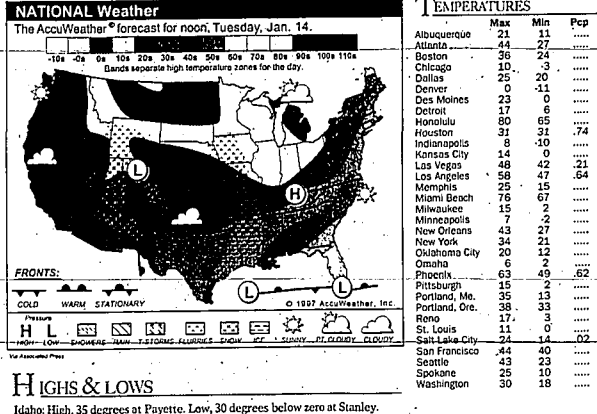 NATIONAL Weather
The AccuWeather® forecast for noon, Tuesday, Jan. 14.
-10s -0s 0s 10s 20s 30s 40s 50s 60s 70s 80s 90s 100s 110s
Bands separate high temperature zones for the day.
L
H
L
L
FRONTS:
COLD WARM STATIONARY
© 1997 AccuWeather, Inc.
Pressure
H L
HIGH LOW SHOWERS RAIN T-STORMS FLURRIES SNOW ICE SUNNY PT. CLOUDY CLOUDY
Via Associated Press
HIGHS & LOWS
Idaho: High, 35 degrees at Payette. Low, 30 degrees below zero at Stanley.
TEMPERATURES
Max Min Pcp
Albuquerque 21 11 .....
Atlanta 44 27 .....
Boston 36 24 .....
Chicago 10 -3 .....
Dallas 25 20 .....
Denver 0 -11 .....
Des Moines 23 0 .....
Detroit 17 6 .....
Honolulu 80 65 .....
Houston 31 31 .74
Indianapolis 8 -10 .....
Kansas City 14 0 .....
Las Vegas 48 42 .21
Los Angeles 58 47 .64
Memphis 25 15 .....
Miami Beach 76 67 .....
Milwaukee 15 2 .....
Minneapolis 7 -2 .....
New Orleans 43 27 .....
New York 34 21 .....
Oklahoma City 20 12 .....
Omaha 6 2 .....
Phoenix 63 49 .62
Pittsburgh 15 2 .....
Portland, Me. 35 13 .....
Portland, Ore. 38 33 .....
Reno 17 3 .....
St. Louis 11 0 .....
Salt Lake City 24 14 .02
San Francisco 44 40 .....
Seattle 43 23 .....
Spokane 25 10 .....
Washington 30 18 .....